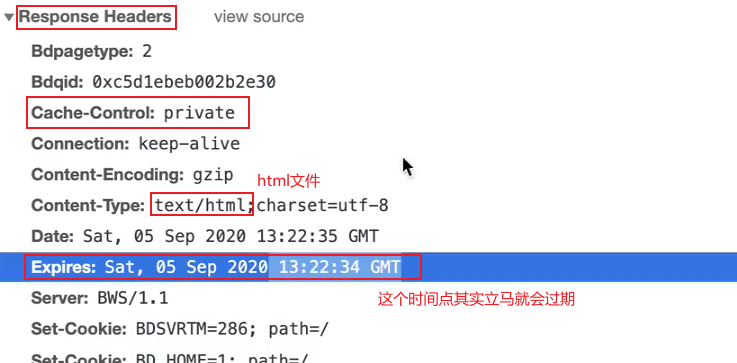 Response Headers view source
Bdpagetype: 2
Bdqid: 0xc5d1ebeb002b2e30
Cache-Control: private
Connection: keep-alive
Content-Encoding: gzip
html文件
Content-Type: text/html;charset=utf-8
Date: Sat, 05 Sep 2020 13:22:35 GMT
Expires: Sat, 05 Sep 2020 13:22:34 GMT
Server: BWS/1.1
这个时间点其实立马就会过期
Set-Cookie: BDSVRTM=286; path=/
Set-Cookie: BD_HOME=1; path=/